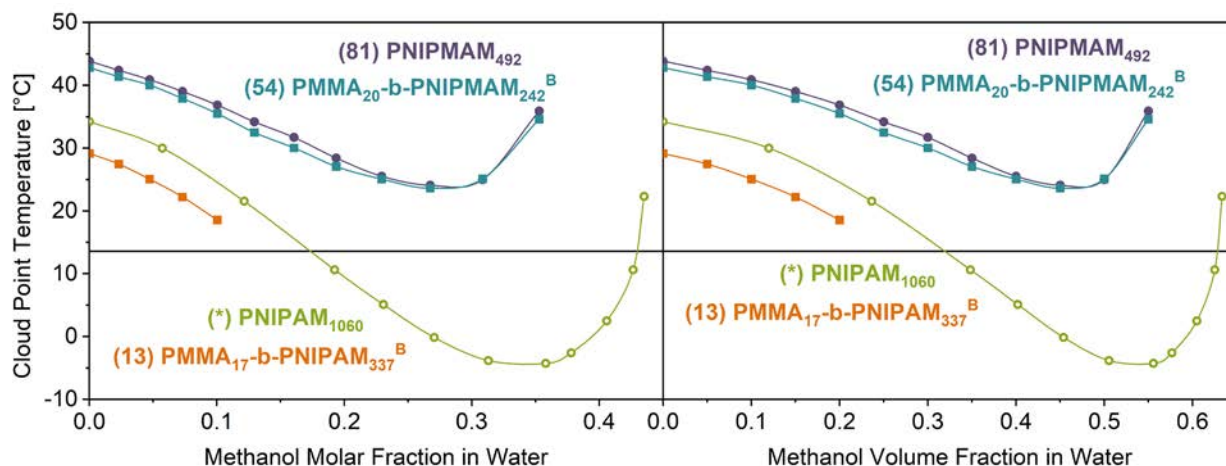 Cloud Point Temperature [°C]
50
40
30
20
10
0
-10
(81) PNIPMAM₄₉₂
(54) PMMA₂₀-b-PNIPMAM₂₄₂ᴮ
(*) PNIPAM₁₀₆₀
(13) PMMA₁₇-b-PNIPAM₃₃₇ᴮ
0.0 0.1 0.2 0.3 0.4
Methanol Molar Fraction in Water
(81) PNIPMAM₄₉₂
(54) PMMA₂₀-b-PNIPMAM₂₄₂ᴮ
(*) PNIPAM₁₀₆₀
(13) PMMA₁₇-b-PNIPAM₃₃₇ᴮ
0.0 0.1 0.2 0.3 0.4 0.5 0.6
Methanol Volume Fraction in Water